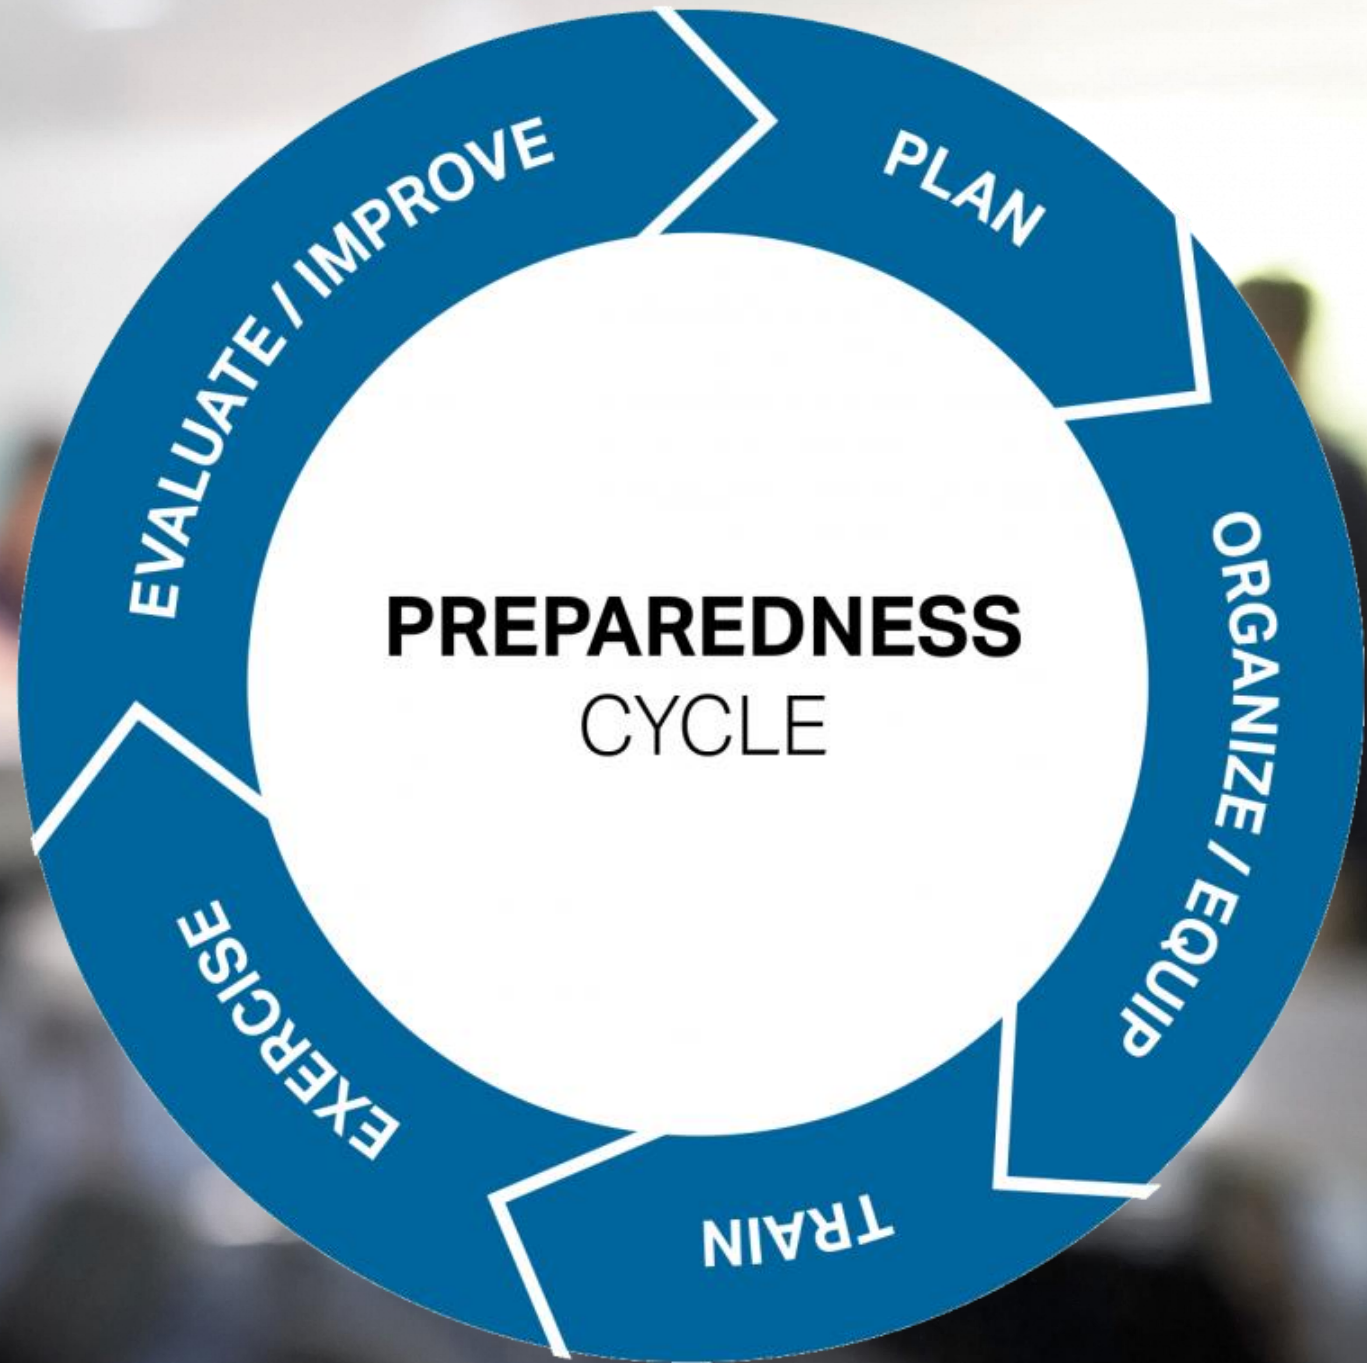 PREPAREDNESS
CYCLE
PLAN
ORGANIZE / EQUIP
TRAIN
EXERCISE
EVALUATE / IMPROVE